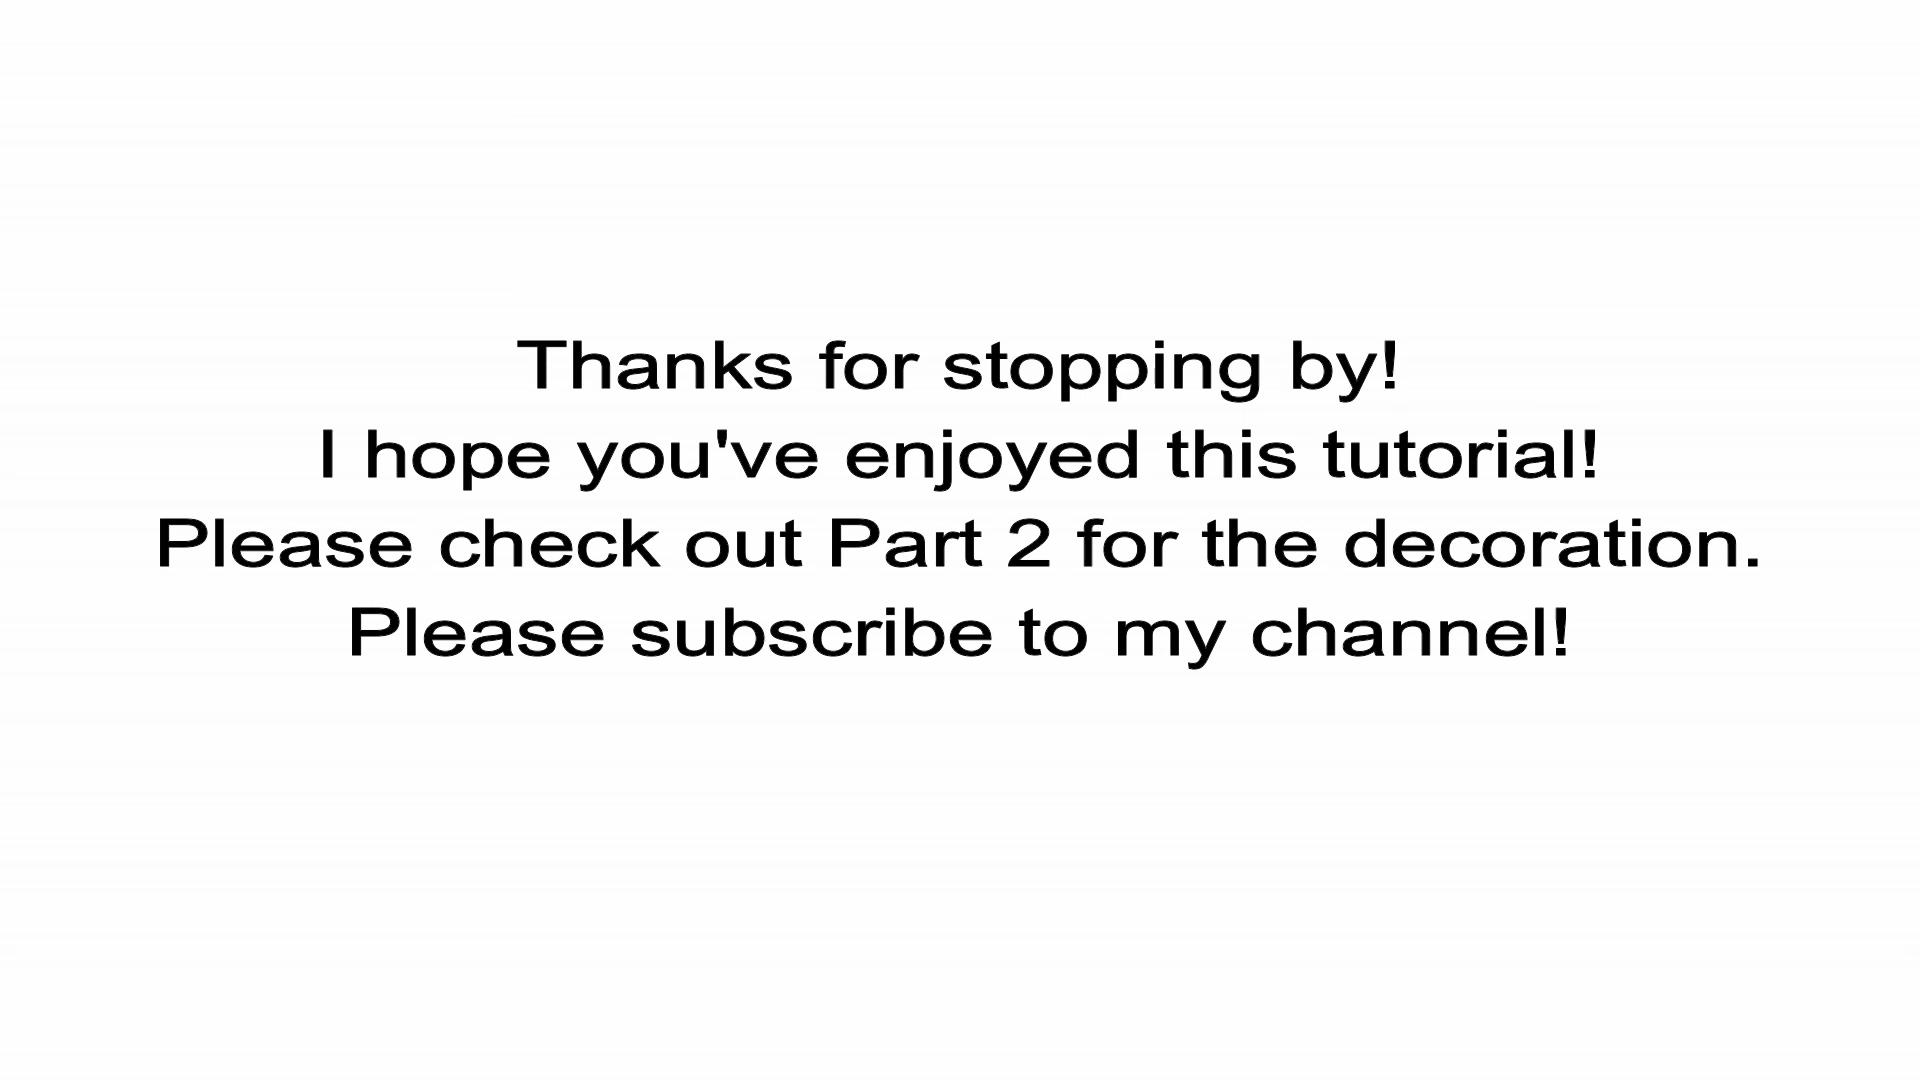 Thanks for stopping by!
I hope you've enjoyed this tutorial!
Please check out Part 2 for the decoration.
Please subscribe to my channel!